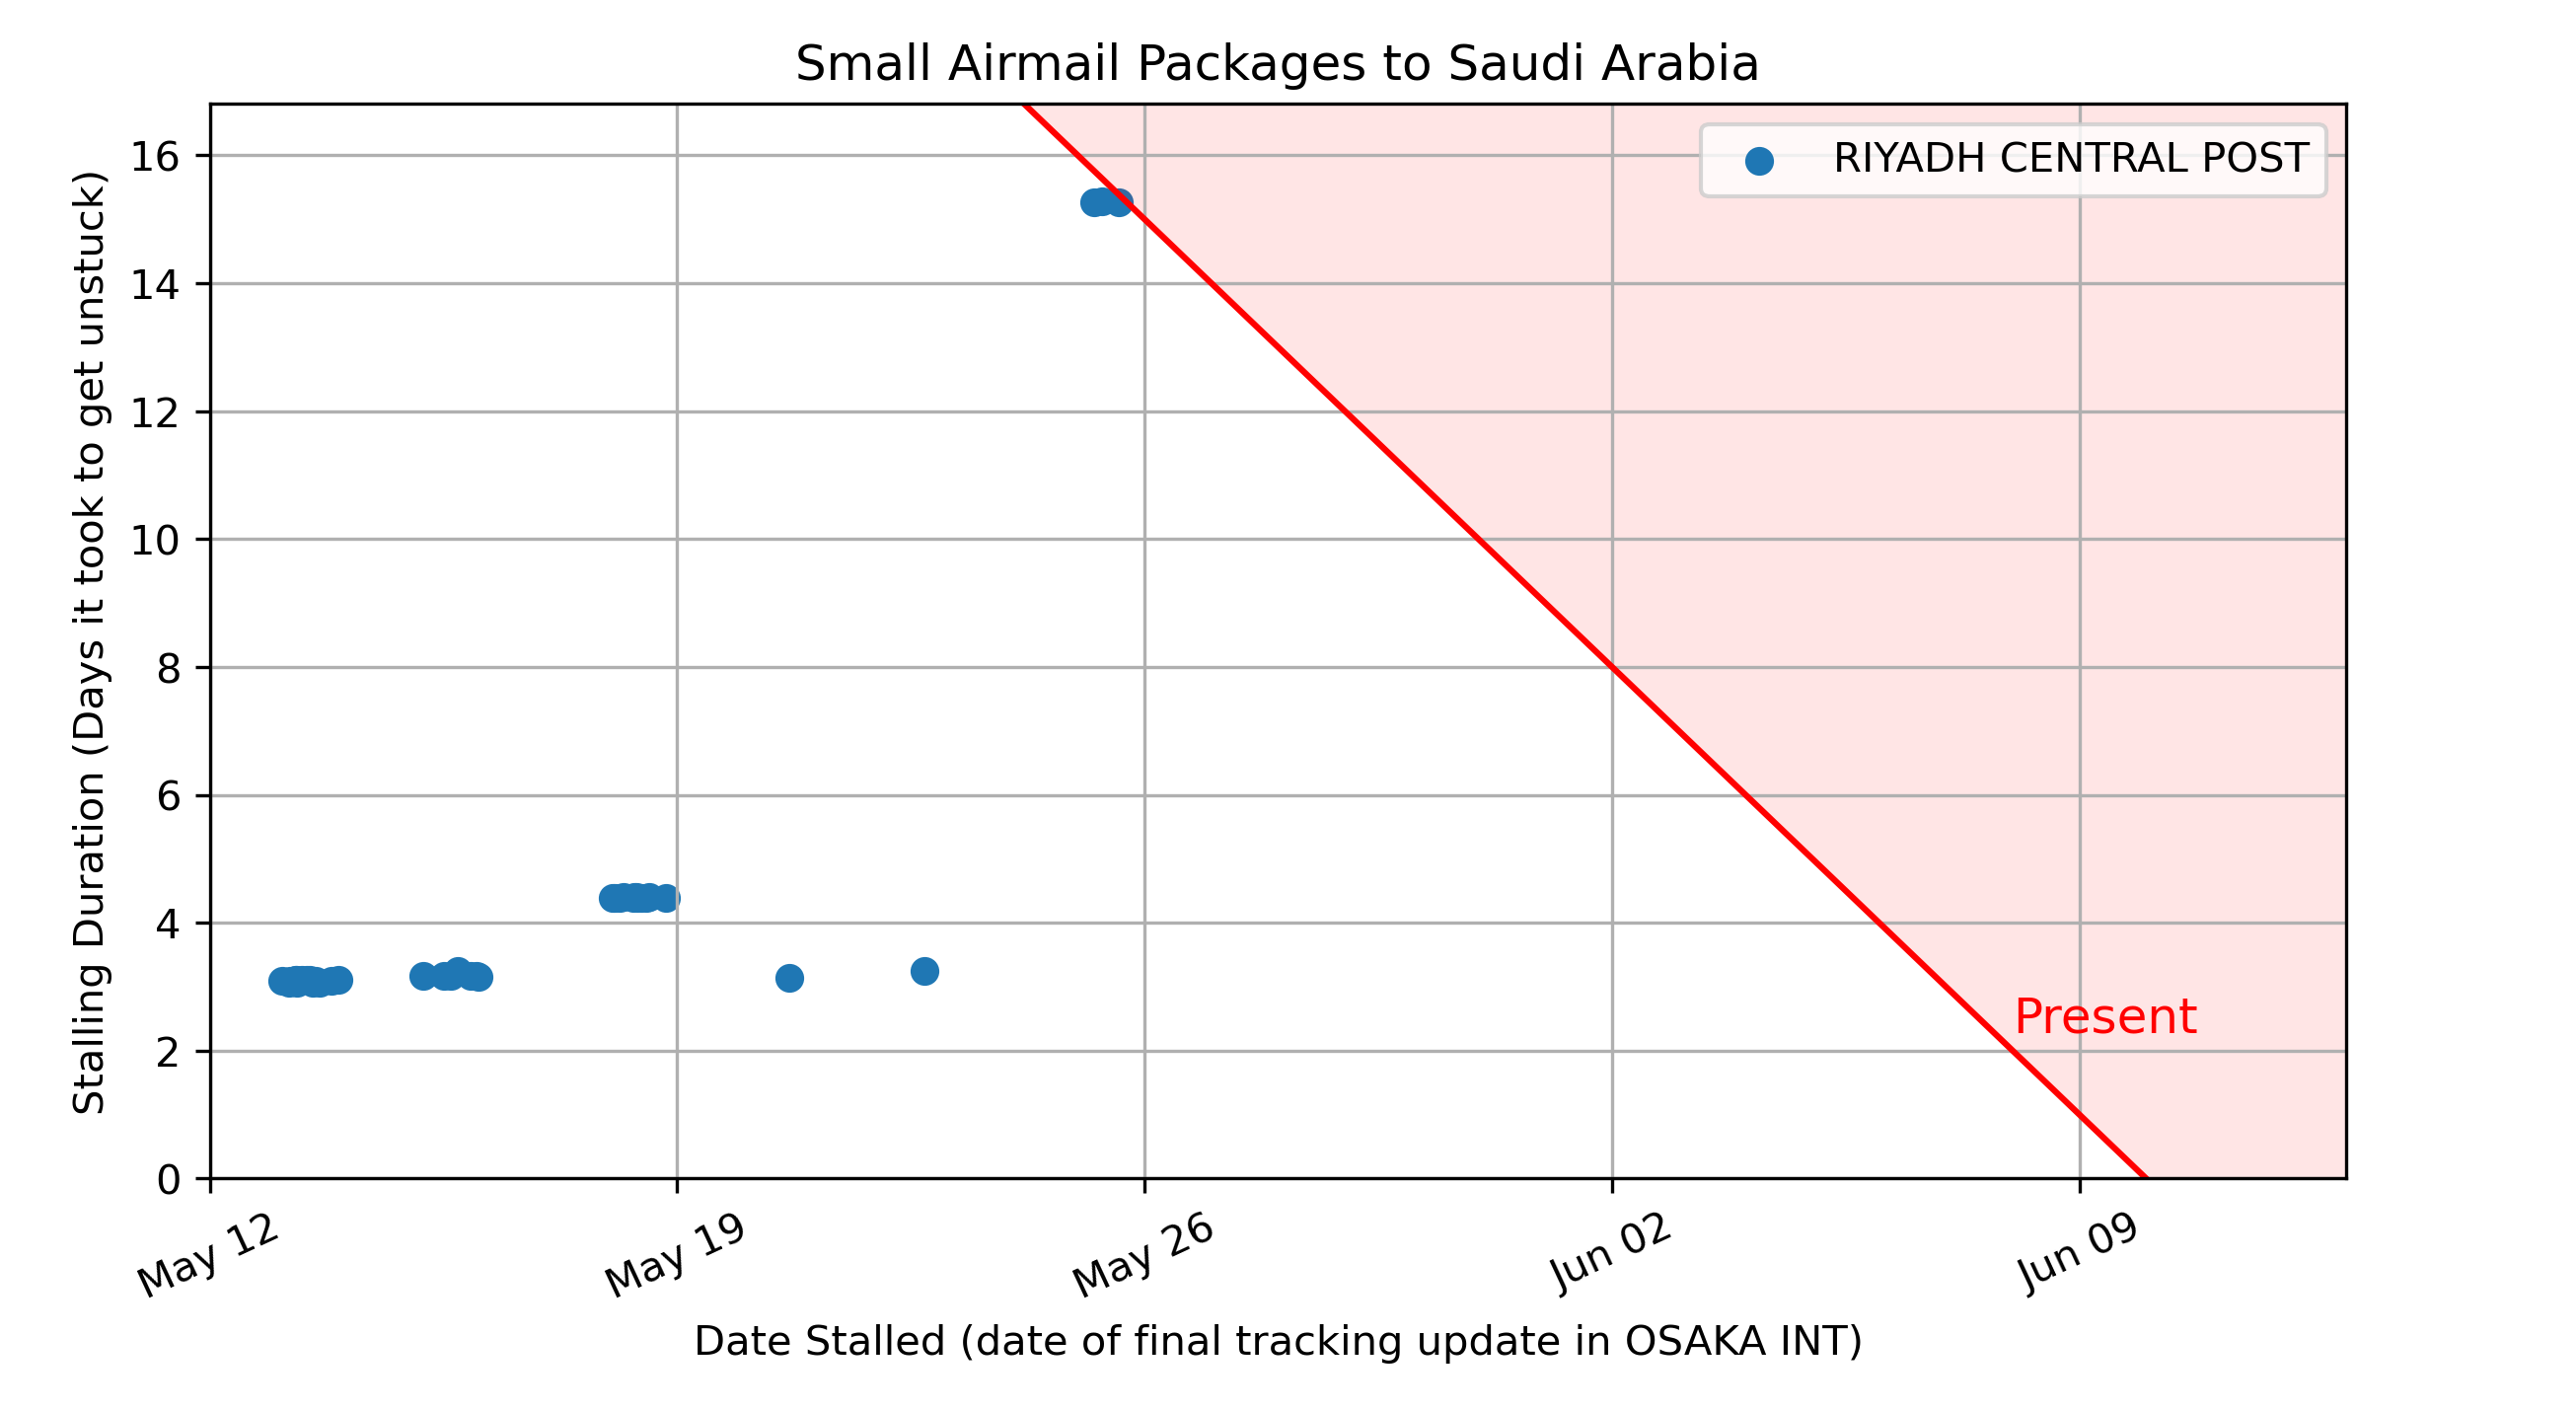 Small Airmail Packages to Saudi Arabia
RIYADH CENTRAL POST
Stalling Duration (Days it took to get unstuck)
16
14
12
10
8
6
4
2
0
Present
May 12
May 19
May 26
Jun 02
Jun 09
Date Stalled (date of final tracking update in OSAKA INT)